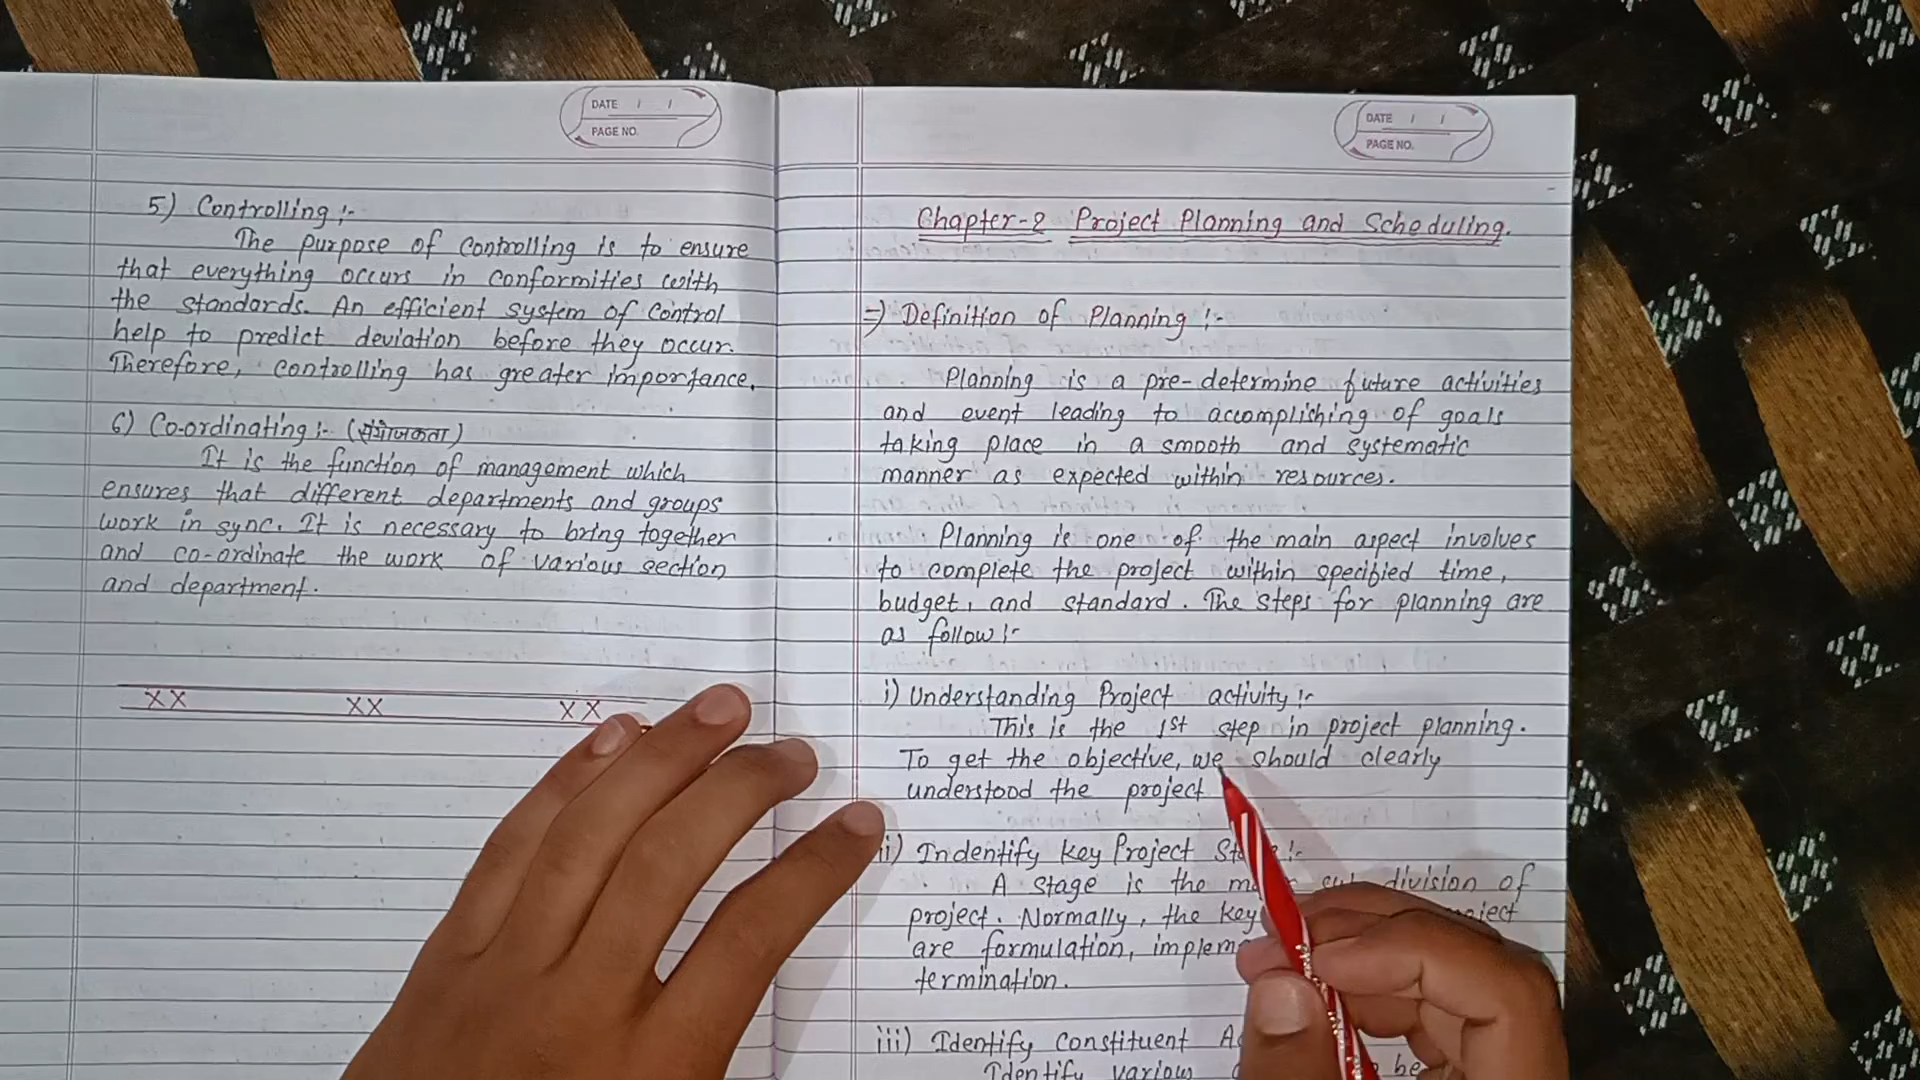 DATE / /
PAGE NO.
5) Controlling :-
The purpose of controlling is to ensure
that everything occurs in conformities with
the standards. An efficient system of control
help to predict deviation before they occur.
Therefore, controlling has greater importance.
6) Co-ordinating :- (संयोजकता)
It is the function of management which
ensures that different departments and groups
work in sync. It is necessary to bring together
and co-ordinate the work of various section
and department.
XX XX XX
DATE / /
PAGE NO.
Chapter-2 Project Planning and Scheduling.
=) Definition of Planning :-
Planning is a pre-determine future activities
and event leading to accomplishing of goals
taking place in a smooth and systematic
manner as expected within resources.
Planning is one of the main aspect involves
to complete the project within specified time,
budget, and standard. The steps for planning are
as follow :-
i) Understanding Project activity :-
This is the 1st step in project planning.
To get the objective, we should clearly
understood the project
ii) Indentify Key Project :-
A stage is the division of
project. Normally, the key
are formulation,
termination.
iii) Identify Constituent
Identify various be